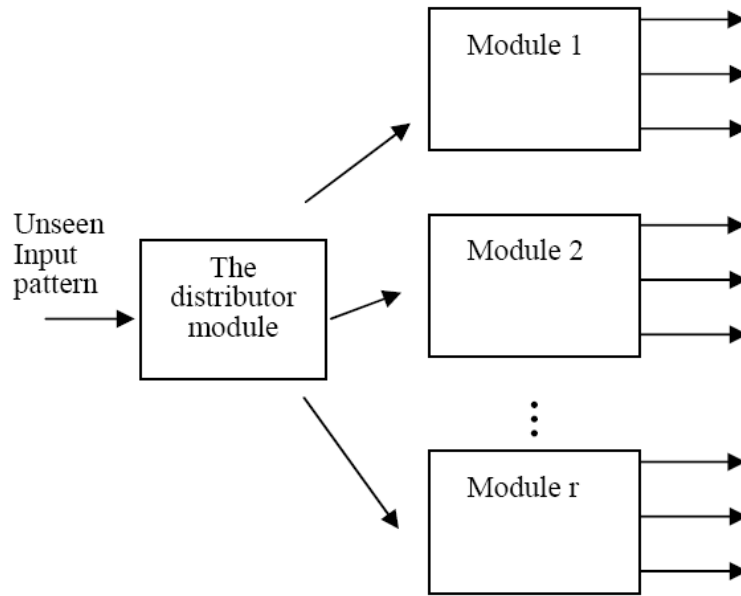 Unseen
Input
pattern
The
distributor
module
Module 1
Module 2
Module r